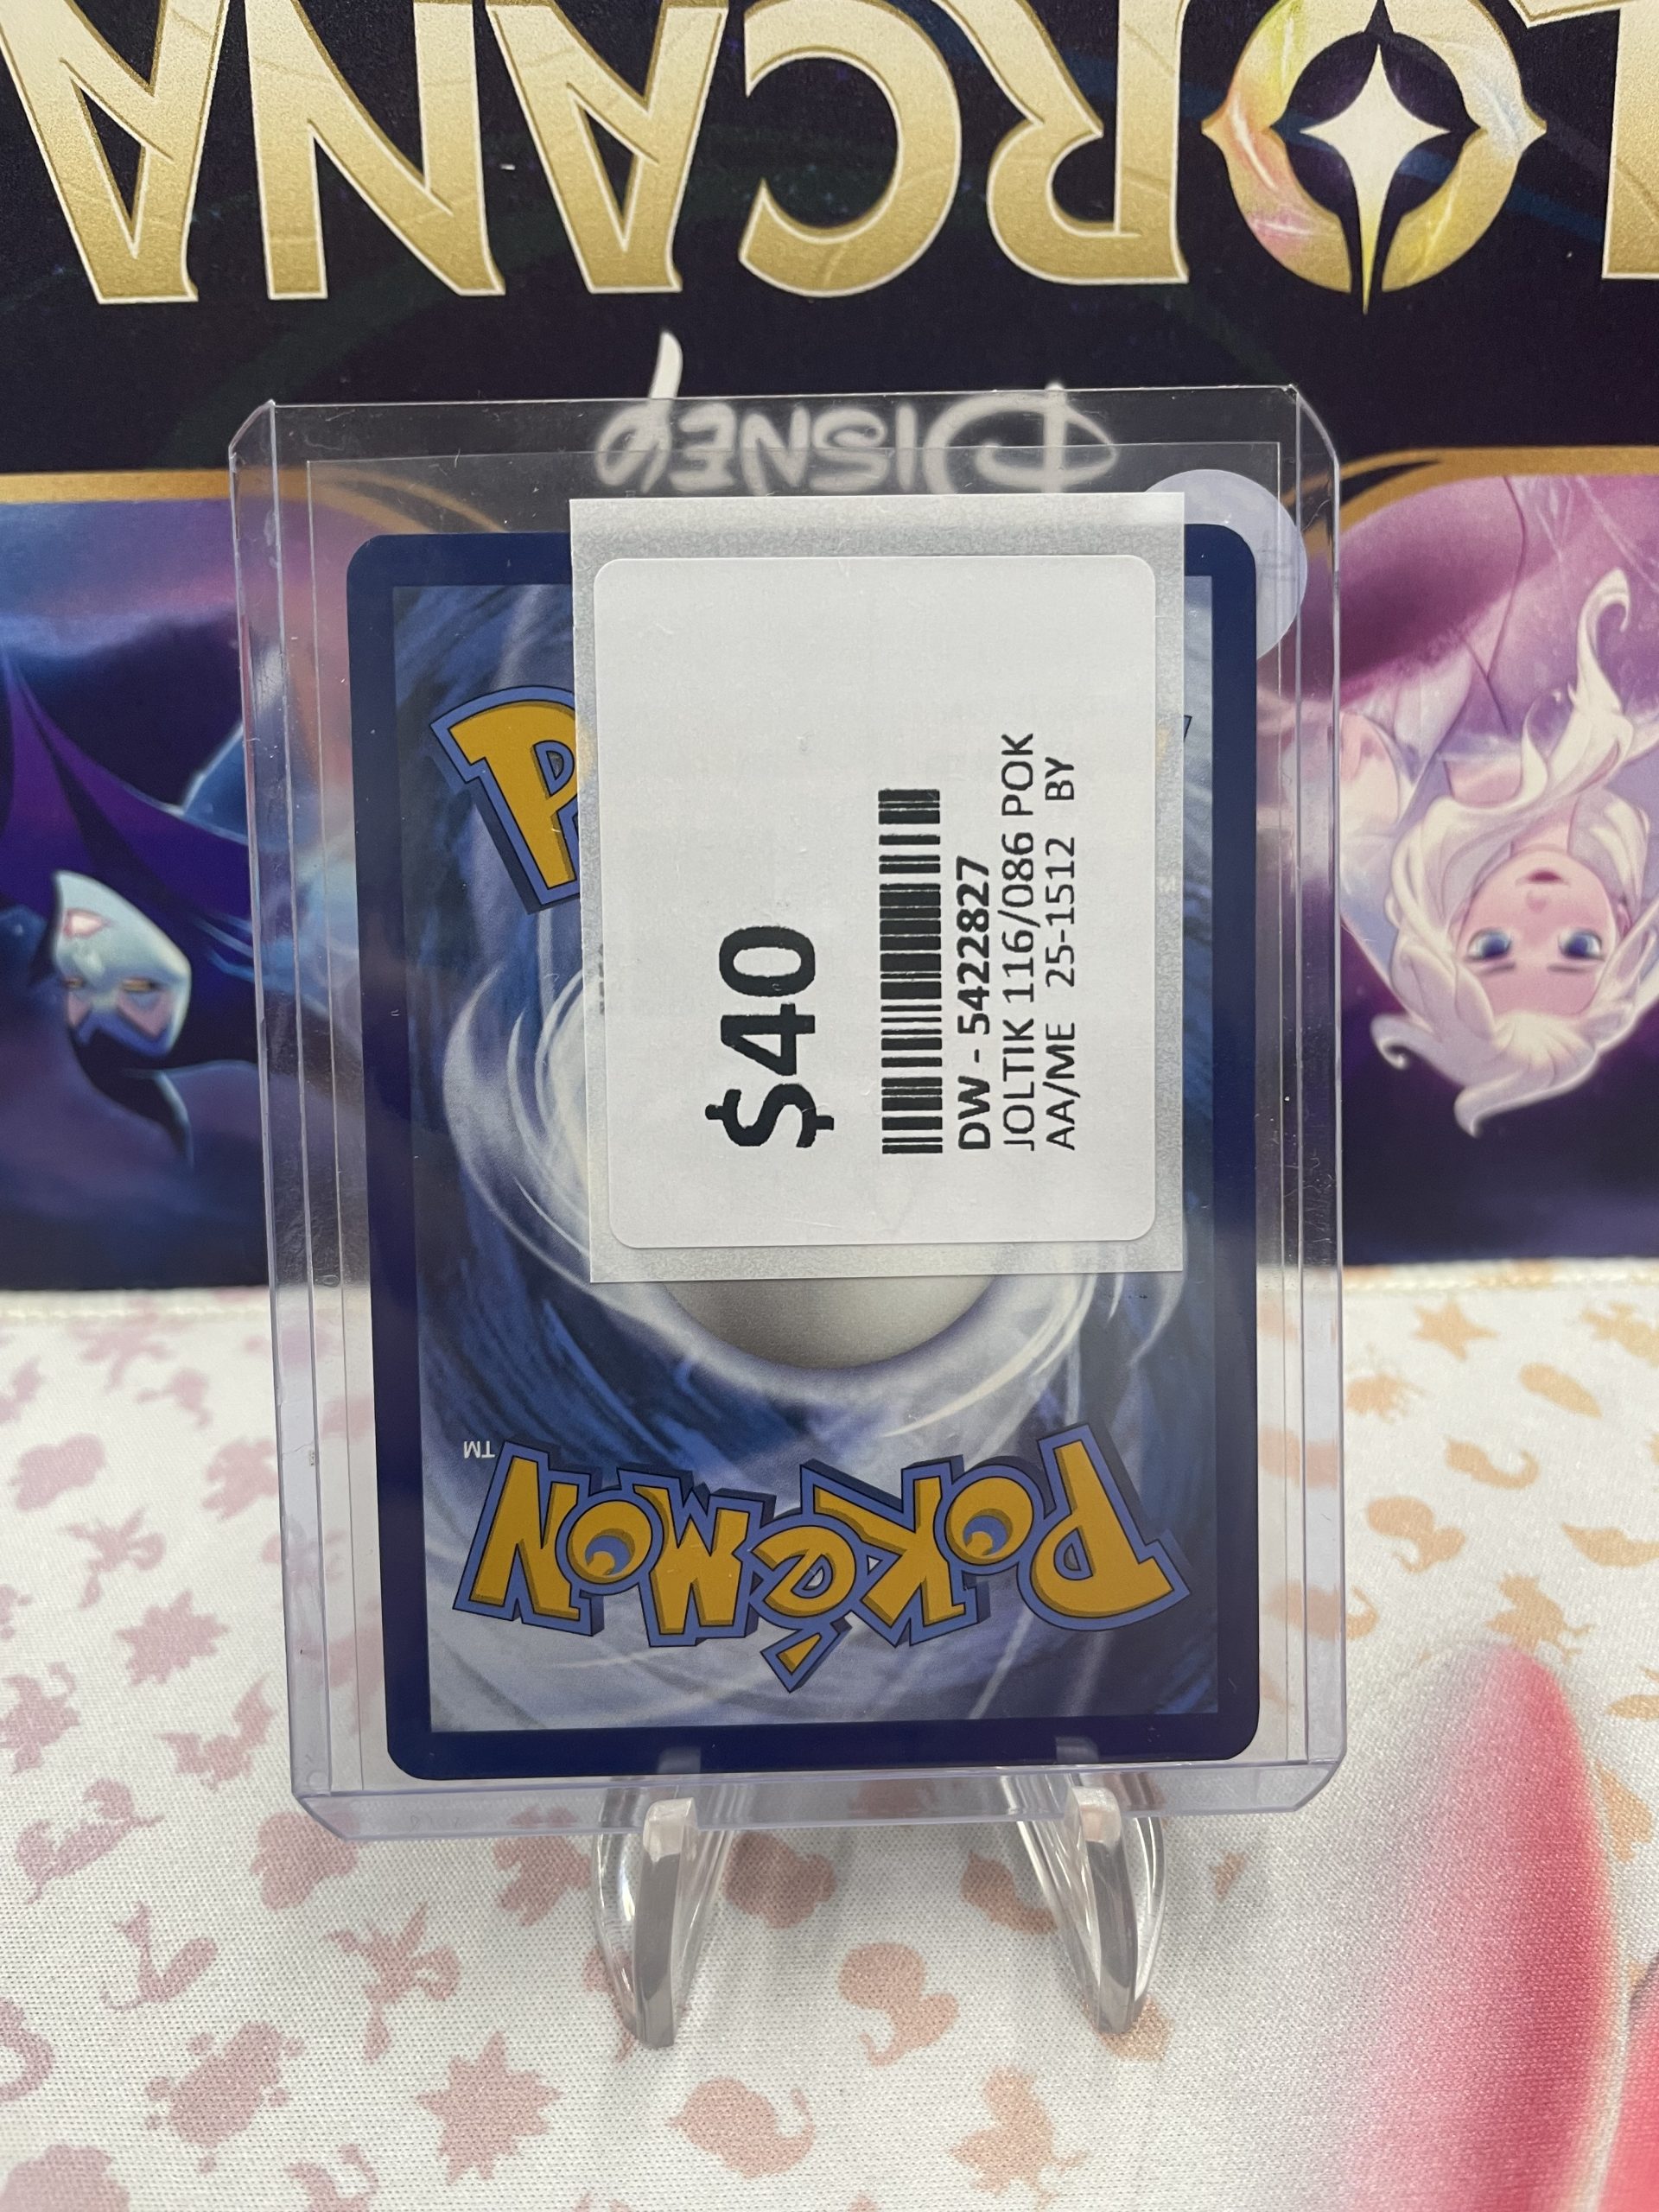 LORCANA
DISNEY
P
$40
DW - 5422827
JOLTIK 116/086 POK
AA/ME 25-1512 BY
POKéMON
TM